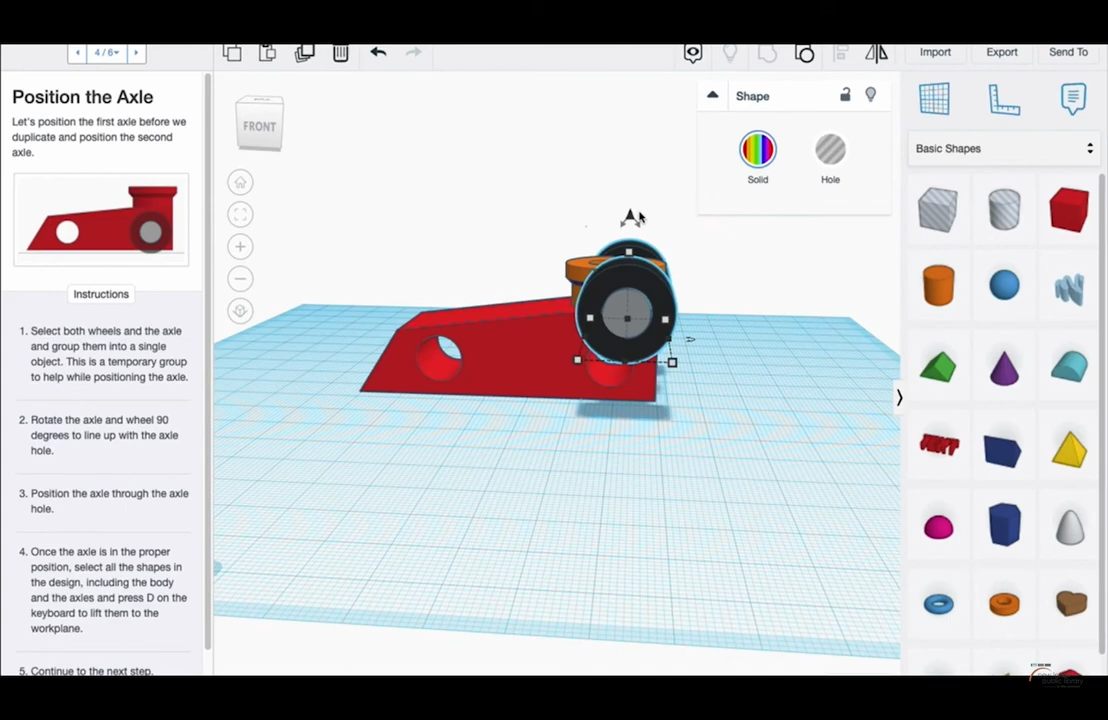 4/6
Import Export Send To
Position the Axle
Let's position the first axle before we
duplicate and position the second
axle.
Instructions
1. Select both wheels and the axle
and group them into a single
object. This is a temporary group
to help while positioning the axle.
2. Rotate the axle and wheel 90
degrees to line up with the axle
hole.
3. Position the axle through the axle
hole.
4. Once the axle is in the proper
position, select all the shapes in
the design, including the body
and the axles and press D on the
keyboard to lift them to the
workplane.
5. Continue to the next step.
FRONT
Shape
Solid
Hole
Basic Shapes
TEXT
public library